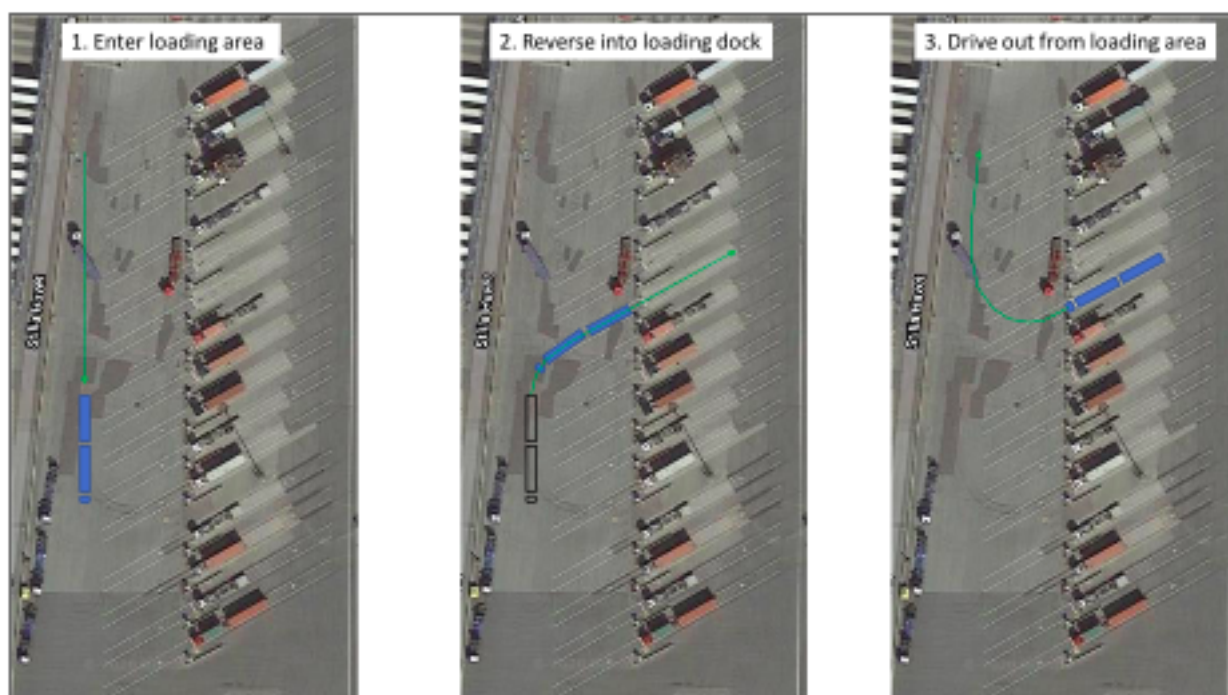 1. Enter loading area
2. Reverse into loading dock
3. Drive out from loading area